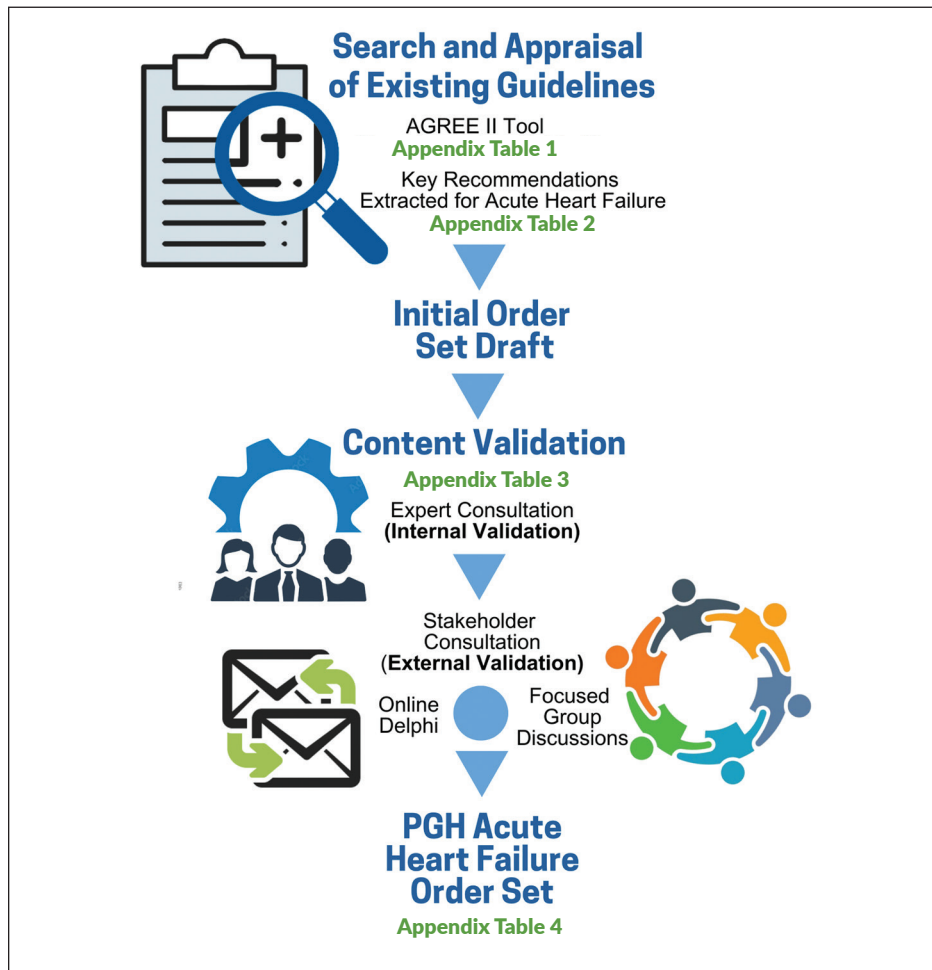 Search and Appraisal
of Existing Guidelines
AGREE II Tool
Appendix Table 1
Key Recommendations
Extracted for Acute Heart Failure
Appendix Table 2
Initial Order
Set Draft
Content Validation
Appendix Table 3
Expert Consultation
(Internal Validation)
Stakeholder
Consultation
(External Validation)
Online
Delphi
Focused
Group
Discussions
PGH Acute
Heart Failure
Order Set
Appendix Table 4